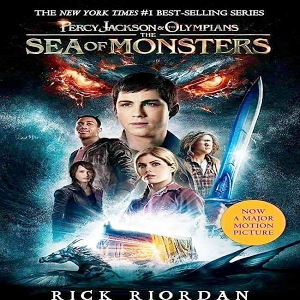 THE NEW YORK TIMES #1 BEST-SELLING SERIES
PERCY JACKSON & THE OLYMPIANS
THE
SEA OF MONSTERS
NOW
A MAJOR
MOTION
PICTURE
RICK RIORDAN